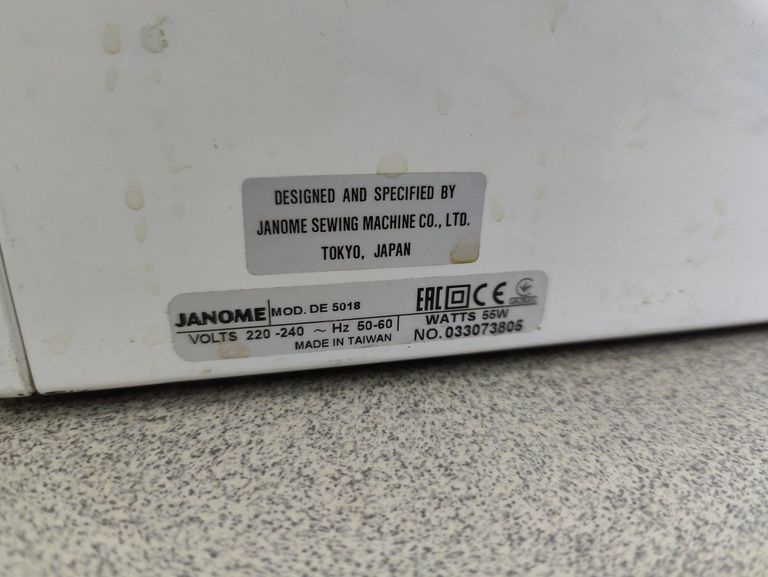 DESIGNED AND SPECIFIED BY
JANOME SEWING MACHINE CO., LTD.
TOKYO, JAPAN
JANOME MOD. DE 5018 EAC CE
VOLTS 220 -240 ~ Hz 50-60 WATTS 55W
MADE IN TAIWAN NO. 033073805